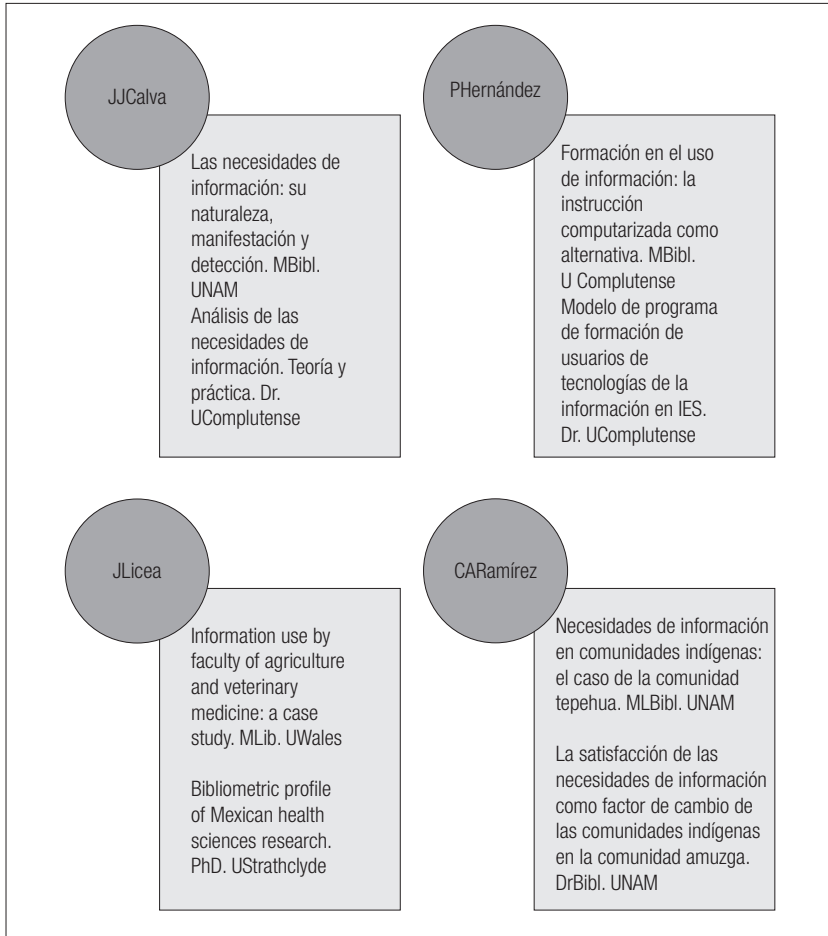 JJCalva
Las necesidades de
información: su
naturaleza,
manifestación y
detección. MBibl.
UNAM
Análisis de las
necesidades de
información. Teoría y
práctica. Dr.
UComplutense
PHernández
Formación en el uso
de información: la
instrucción
computarizada como
alternativa. MBibl.
U Complutense
Modelo de programa
de formación de
usuarios de
tecnologías de la
información en IES.
Dr. UComplutense
JLicea
Information use by
faculty of agriculture
and veterinary
medicine: a case
study. MLib. UWales
Bibliometric profile
of Mexican health
sciences research.
PhD. UStrathclyde
CARamírez
Necesidades de información
en comunidades indígenas:
el caso de la comunidad
tepehua. MLBibl. UNAM
La satisfacción de las
necesidades de información
como factor de cambio de
las comunidades indígenas
en la comunidad amuzga.
DrBibl. UNAM